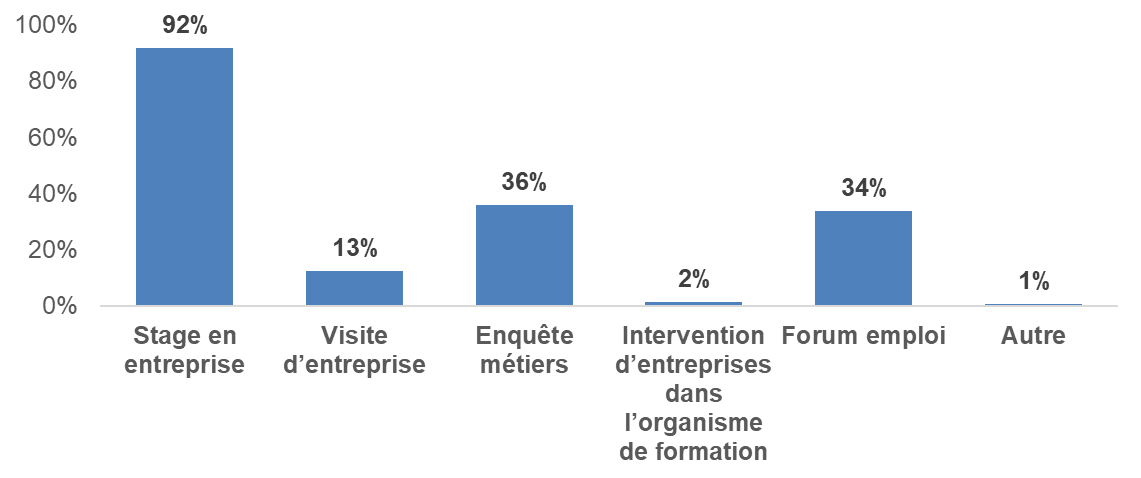 100%
80%
60%
40%
20%
0%
92%
13%
36%
2%
34%
1%
Stage en
entreprise
Visite
d’entreprise
Enquête
métiers
Intervention
d’entreprises
dans
l’organisme
de formation
Forum emploi
Autre